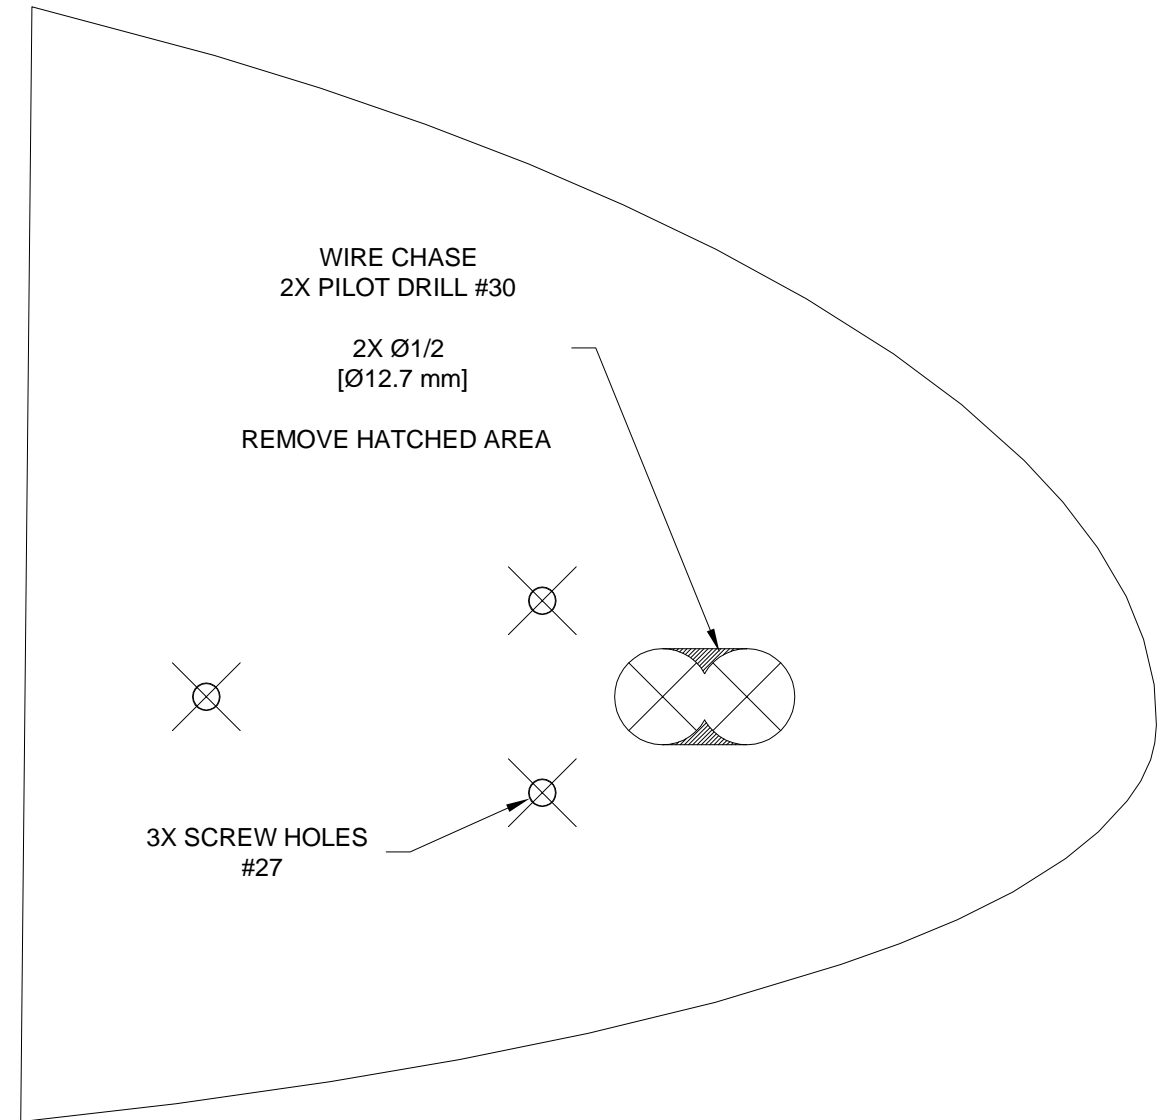 WIRE CHASE
2X PILOT DRILL #30
2X Ø1/2
[Ø12.7 mm]
REMOVE HATCHED AREA
3X SCREW HOLES
#27